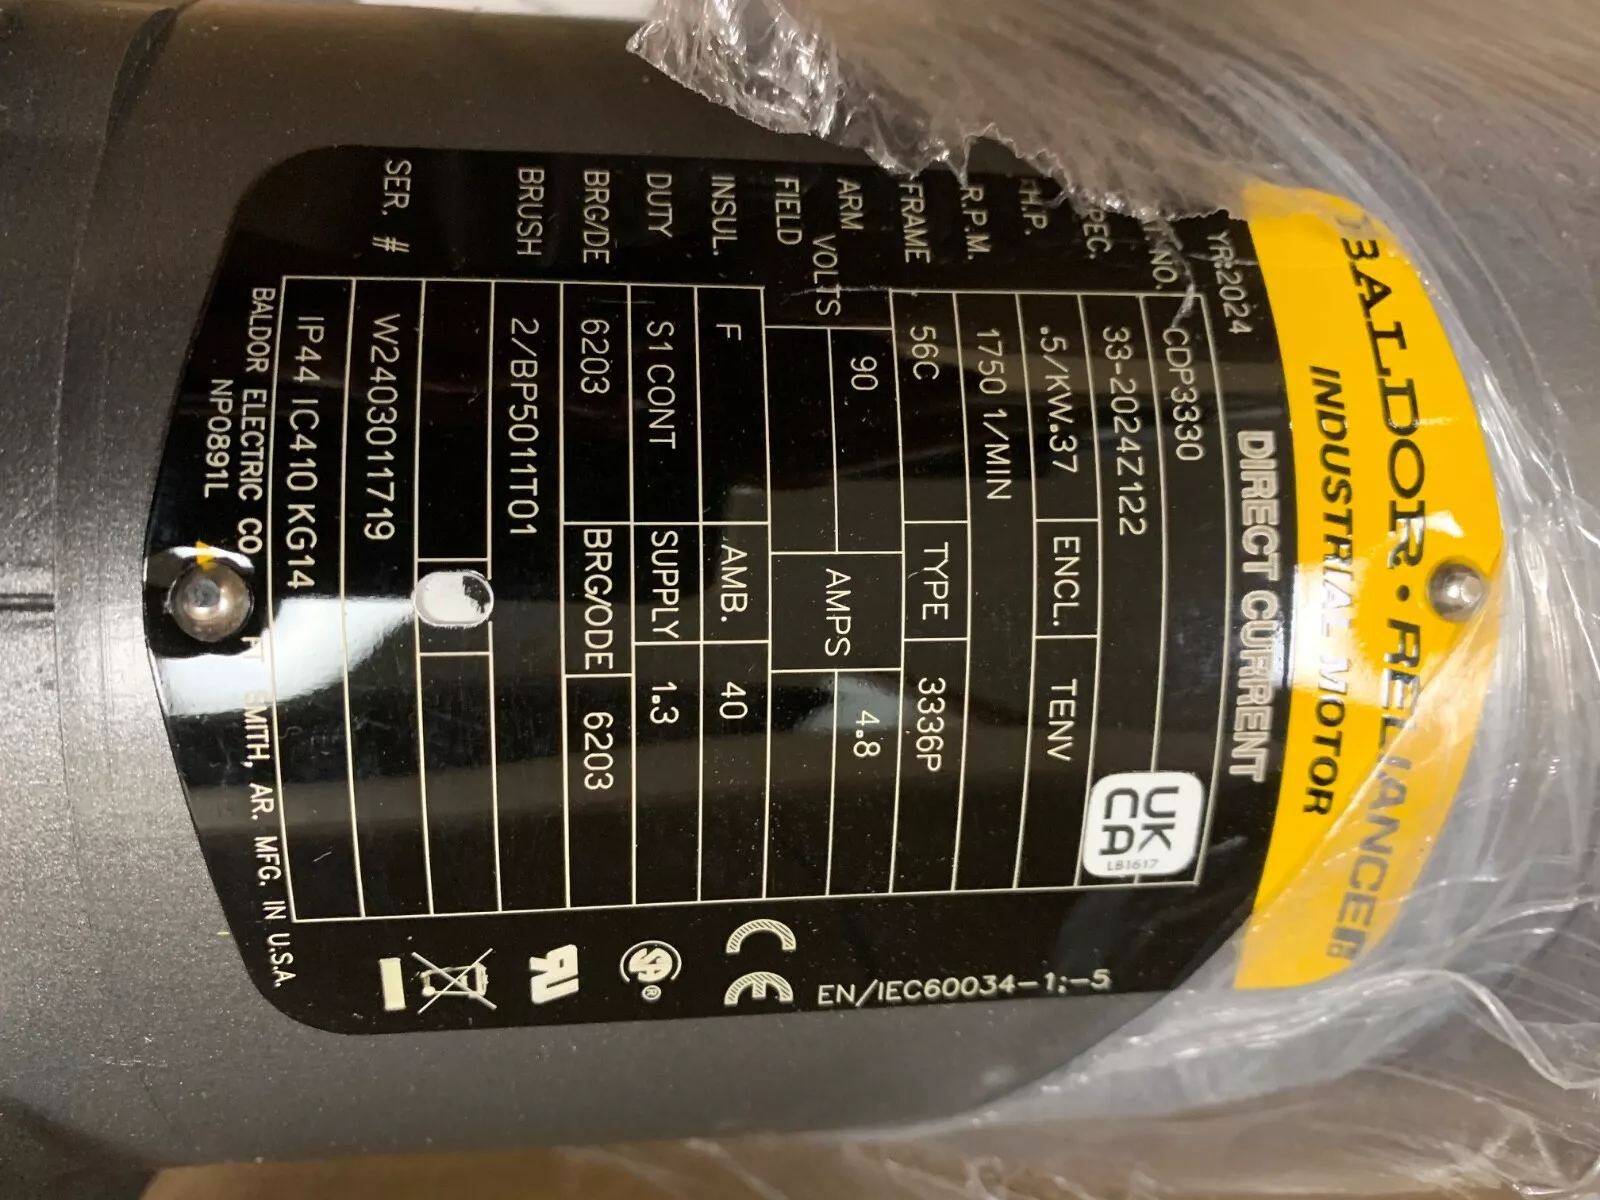 BALDOR • RELIANCE
INDUSTRIAL MOTOR
DIRECT CURRENT
YR.2024
NO. CDP3330
SPEC. 33-2024Z122
H.P. .5/KW.37 ENCL. TENV
R.P.M. 1750 1/MIN
FRAME 56C TYPE 3336P
ARM VOLTS 90 AMPS 4.8
FIELD
INSUL. F AMB. 40
DUTY S1 CONT SUPPLY 1.3
BRG/DE 6203 BRG/ODE 6203
BRUSH 2/BP5011T01
SER. # W2403011719
IP44 IC410 KG14
BALDOR ELECTRIC CO SMITH, AR. MFG. IN U.S.A.
NP0891L
UK
CA
LB1617
EN/IEC60034-1;-5
CE
SA ®
RU